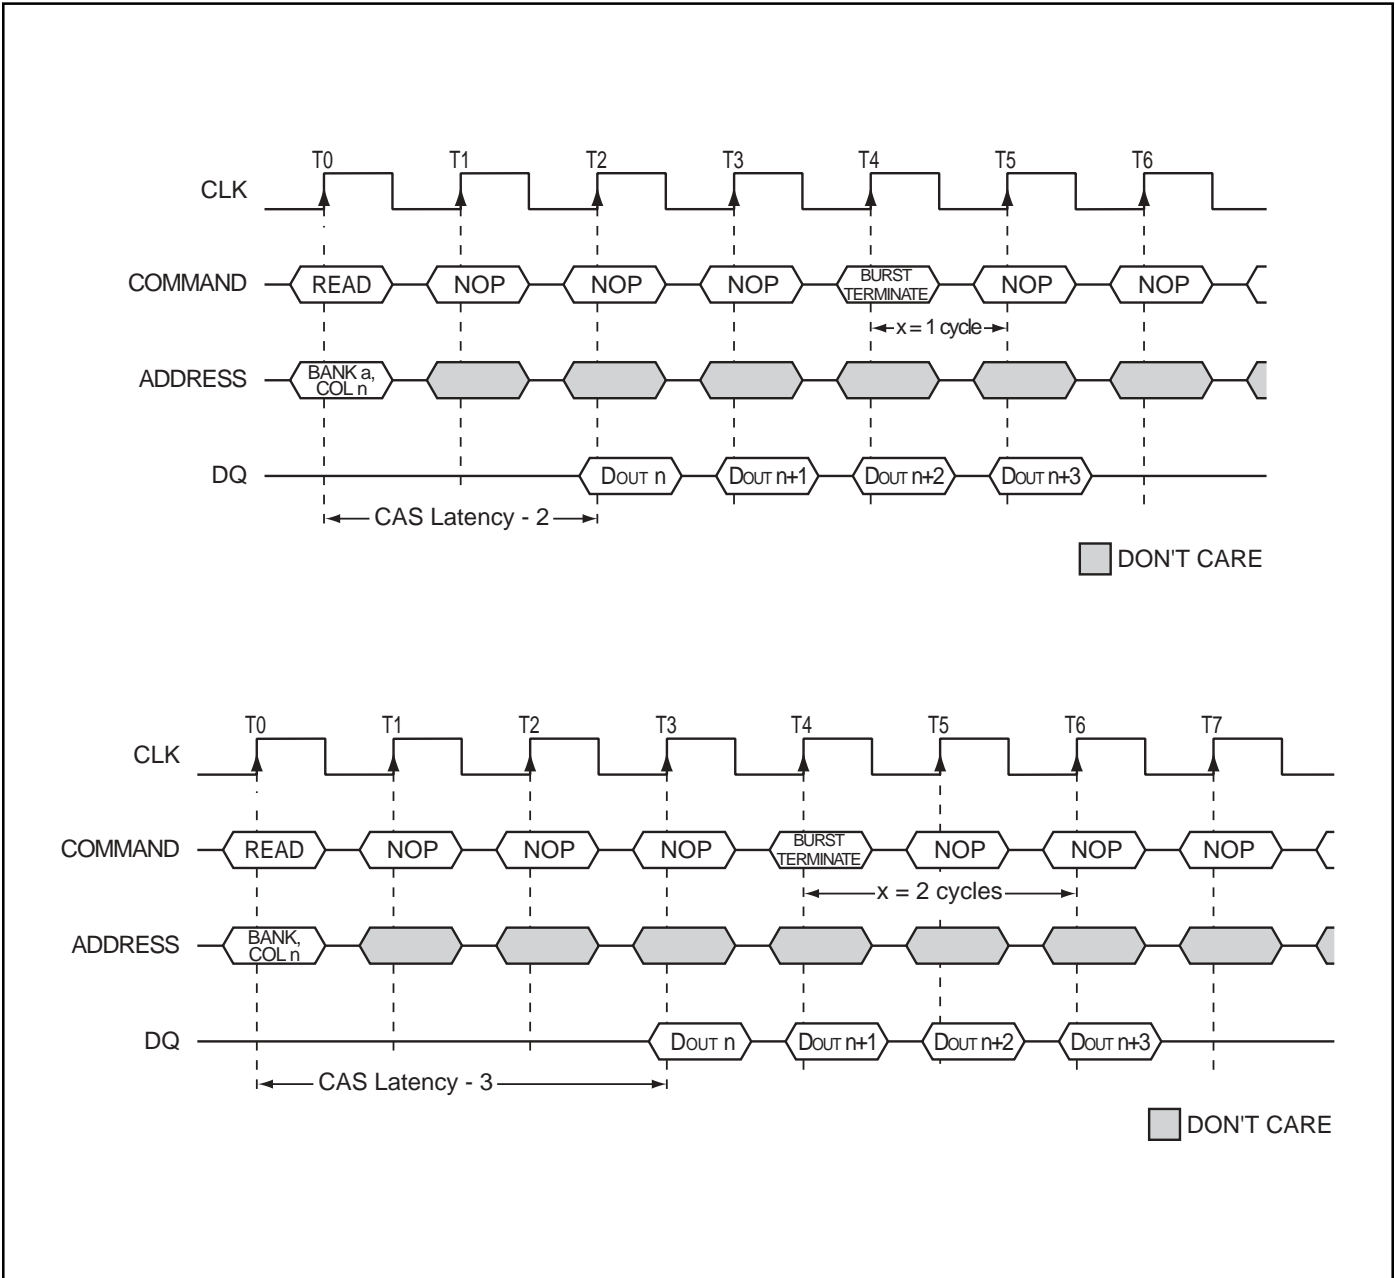 T0 T1 T2 T3 T4 T5 T6
CLK
COMMAND READ NOP NOP NOP BURST TERMINATE NOP NOP
x = 1 cycle
ADDRESS BANK a, COL n
DQ DOUT n DOUT n+1 DOUT n+2 DOUT n+3
CAS Latency - 2
DON'T CARE
T0 T1 T2 T3 T4 T5 T6 T7
CLK
COMMAND READ NOP NOP NOP BURST TERMINATE NOP NOP NOP
x = 2 cycles
ADDRESS BANK, COL n
DQ DOUT n DOUT n+1 DOUT n+2 DOUT n+3
CAS Latency - 3
DON'T CARE